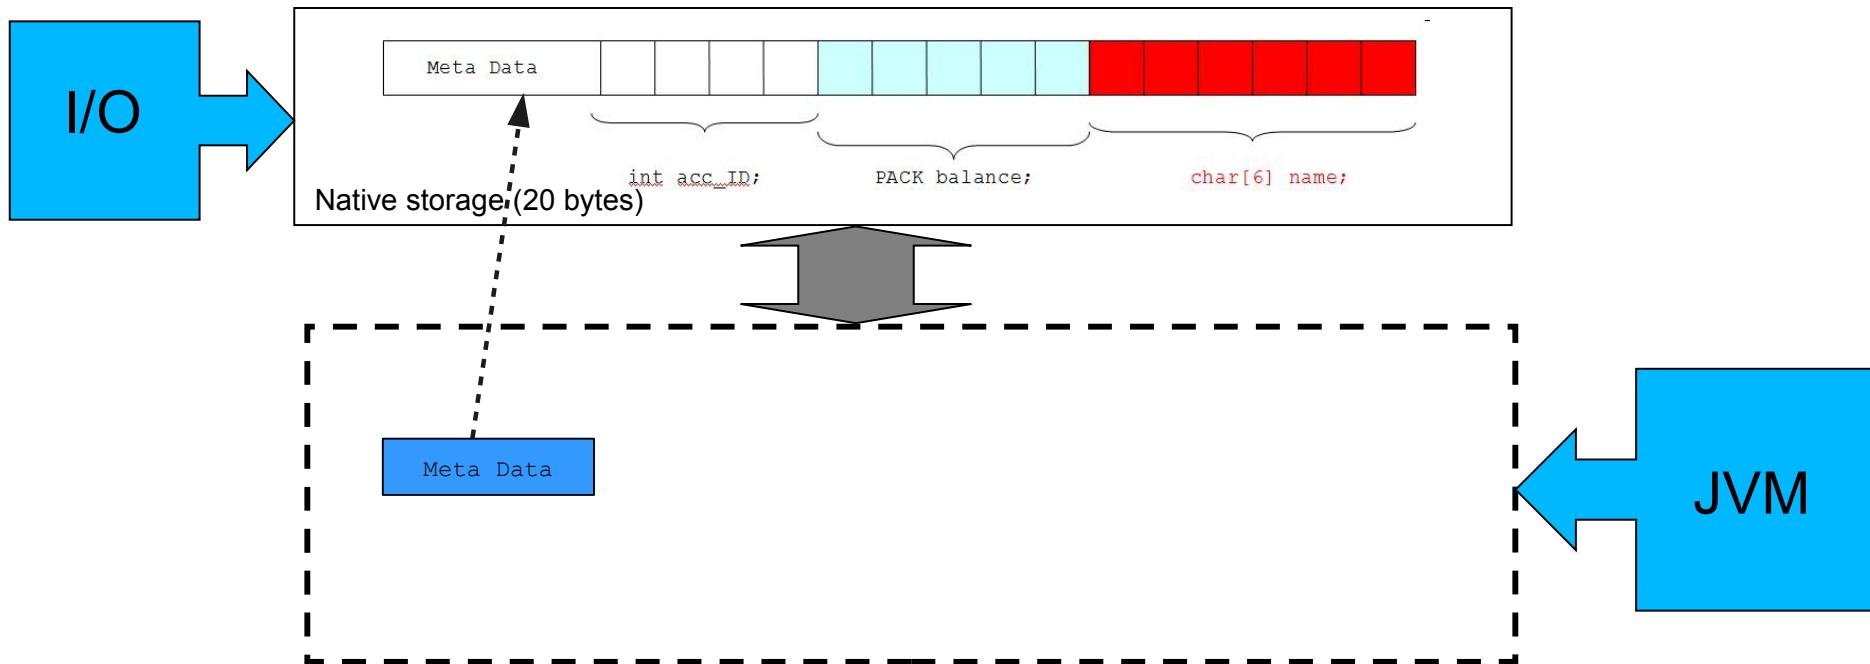 I/O
Meta Data
int acc_ID;
PACK balance;
char[6] name;
Native storage (20 bytes)
Meta Data
JVM